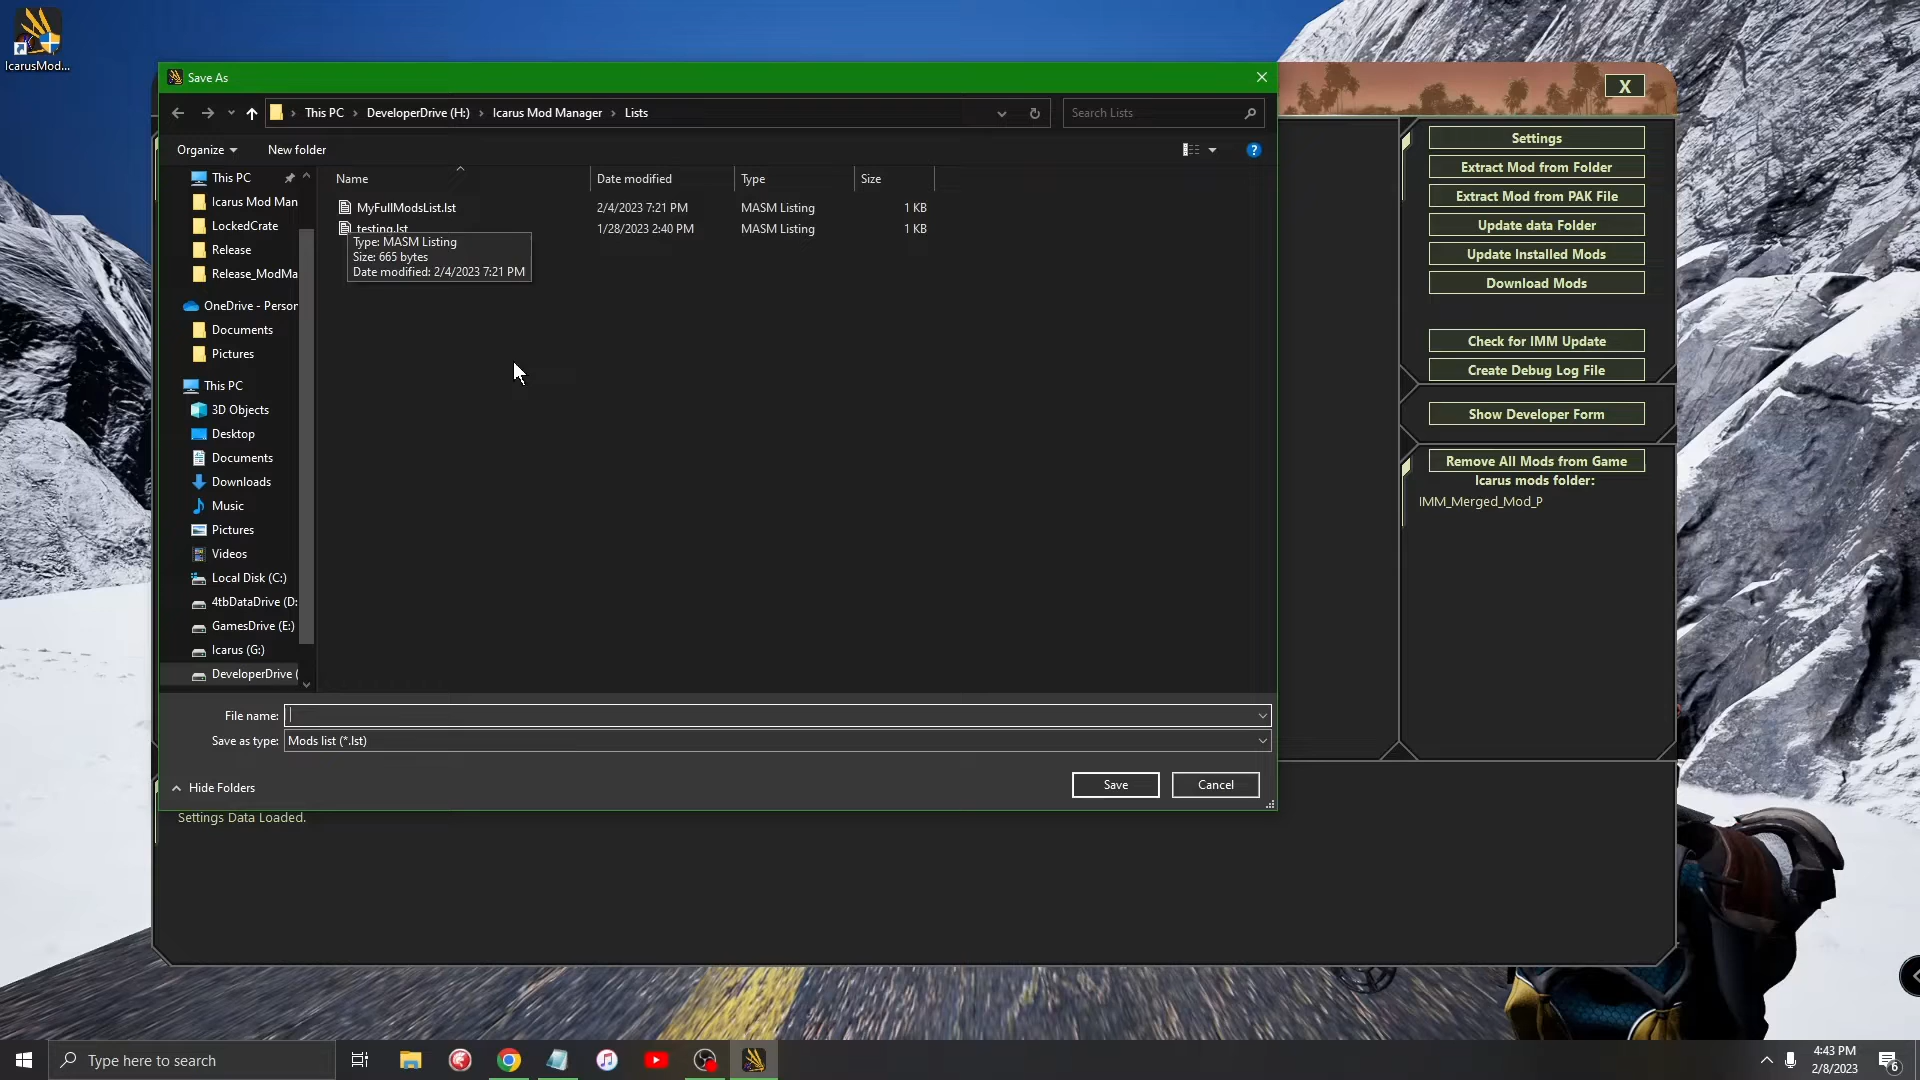 IcarusMod...
Save As
X
This PC
DeveloperDrive (H:)
Icarus Mod Manager
Lists
Search Lists
Organize
New folder
?
Name
Date modified
Type
Size
MyFullModsList.lst
2/4/2023 7:21 PM
MASM Listing
1 KB
testing.lst
1/28/2023 2:40 PM
MASM Listing
1 KB
Type: MASM Listing
Size: 665 bytes
Date modified: 2/4/2023 7:21 PM
This PC
Icarus Mod Man
LockedCrate
Release
Release_ModMa
OneDrive - Person
Documents
Pictures
This PC
3D Objects
Desktop
Documents
Downloads
Music
Pictures
Videos
Local Disk (C:)
4tbDataDrive (D:
GamesDrive (E:)
Icarus (G:)
DeveloperDrive (
File name:
Save as type:
Mods list (*.lst)
Hide Folders
Save
Cancel
Settings
Extract Mod from Folder
Extract Mod from PAK File
Update data Folder
Update Installed Mods
Download Mods
Check for IMM Update
Create Debug Log File
Show Developer Form
Remove All Mods from Game
Icarus mods folder:
IMM_Merged_Mod_P
Settings Data Loaded.
Type here to search
4:43 PM
2/8/2023
6